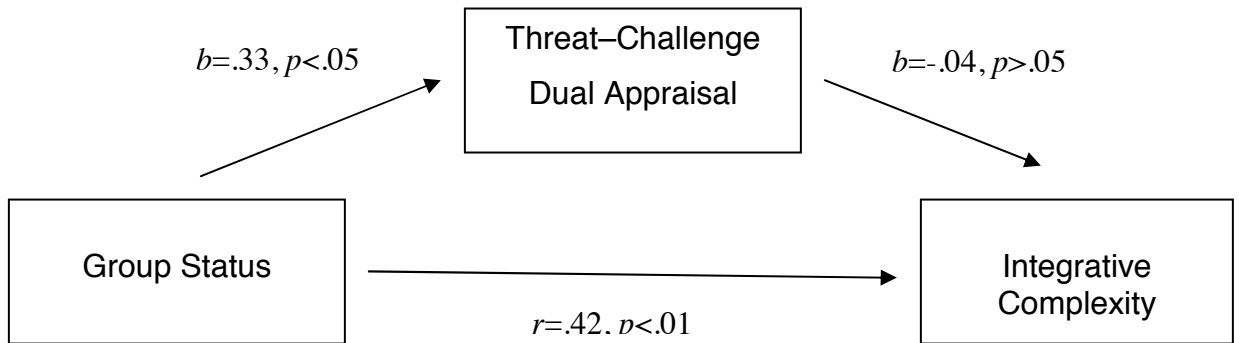 Threat–Challenge
Dual Appraisal
b=.33, p<.05
b=-.04, p>.05
Group Status
Integrative
Complexity
r=.42, p<.01